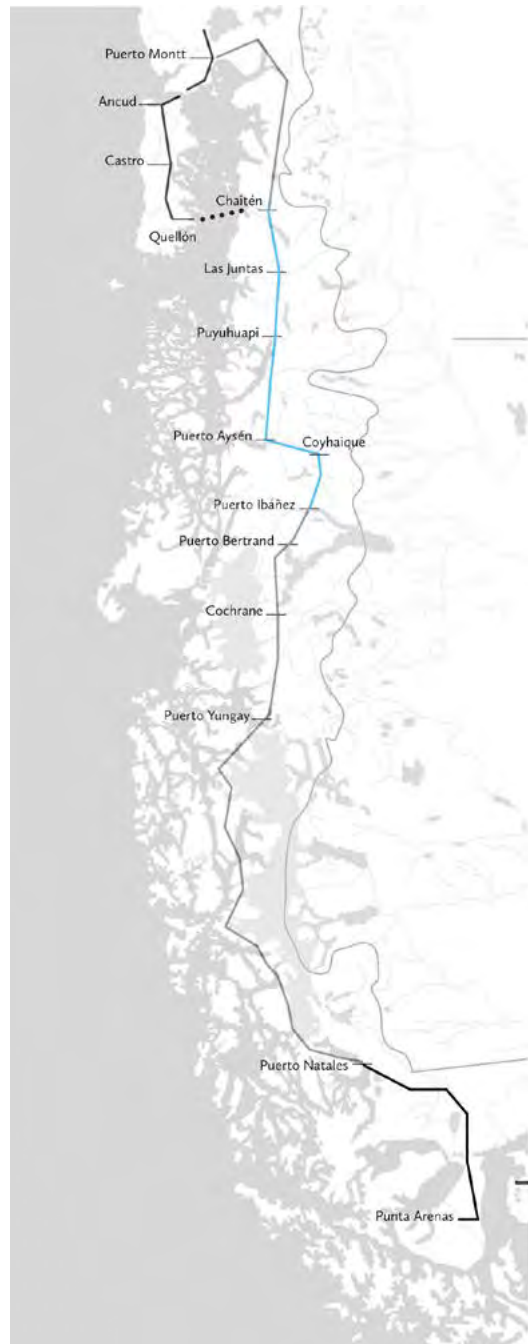 Puerto Montt
Ancud
Castro
Chaitén
Quellón
Las Juntas
Puyuhuapi
Puerto Aysén
Coyhaique
Puerto Ibáñez
Puerto Bertrand
Cochrane
Puerto Yungay
Puerto Natales
Punta Arenas